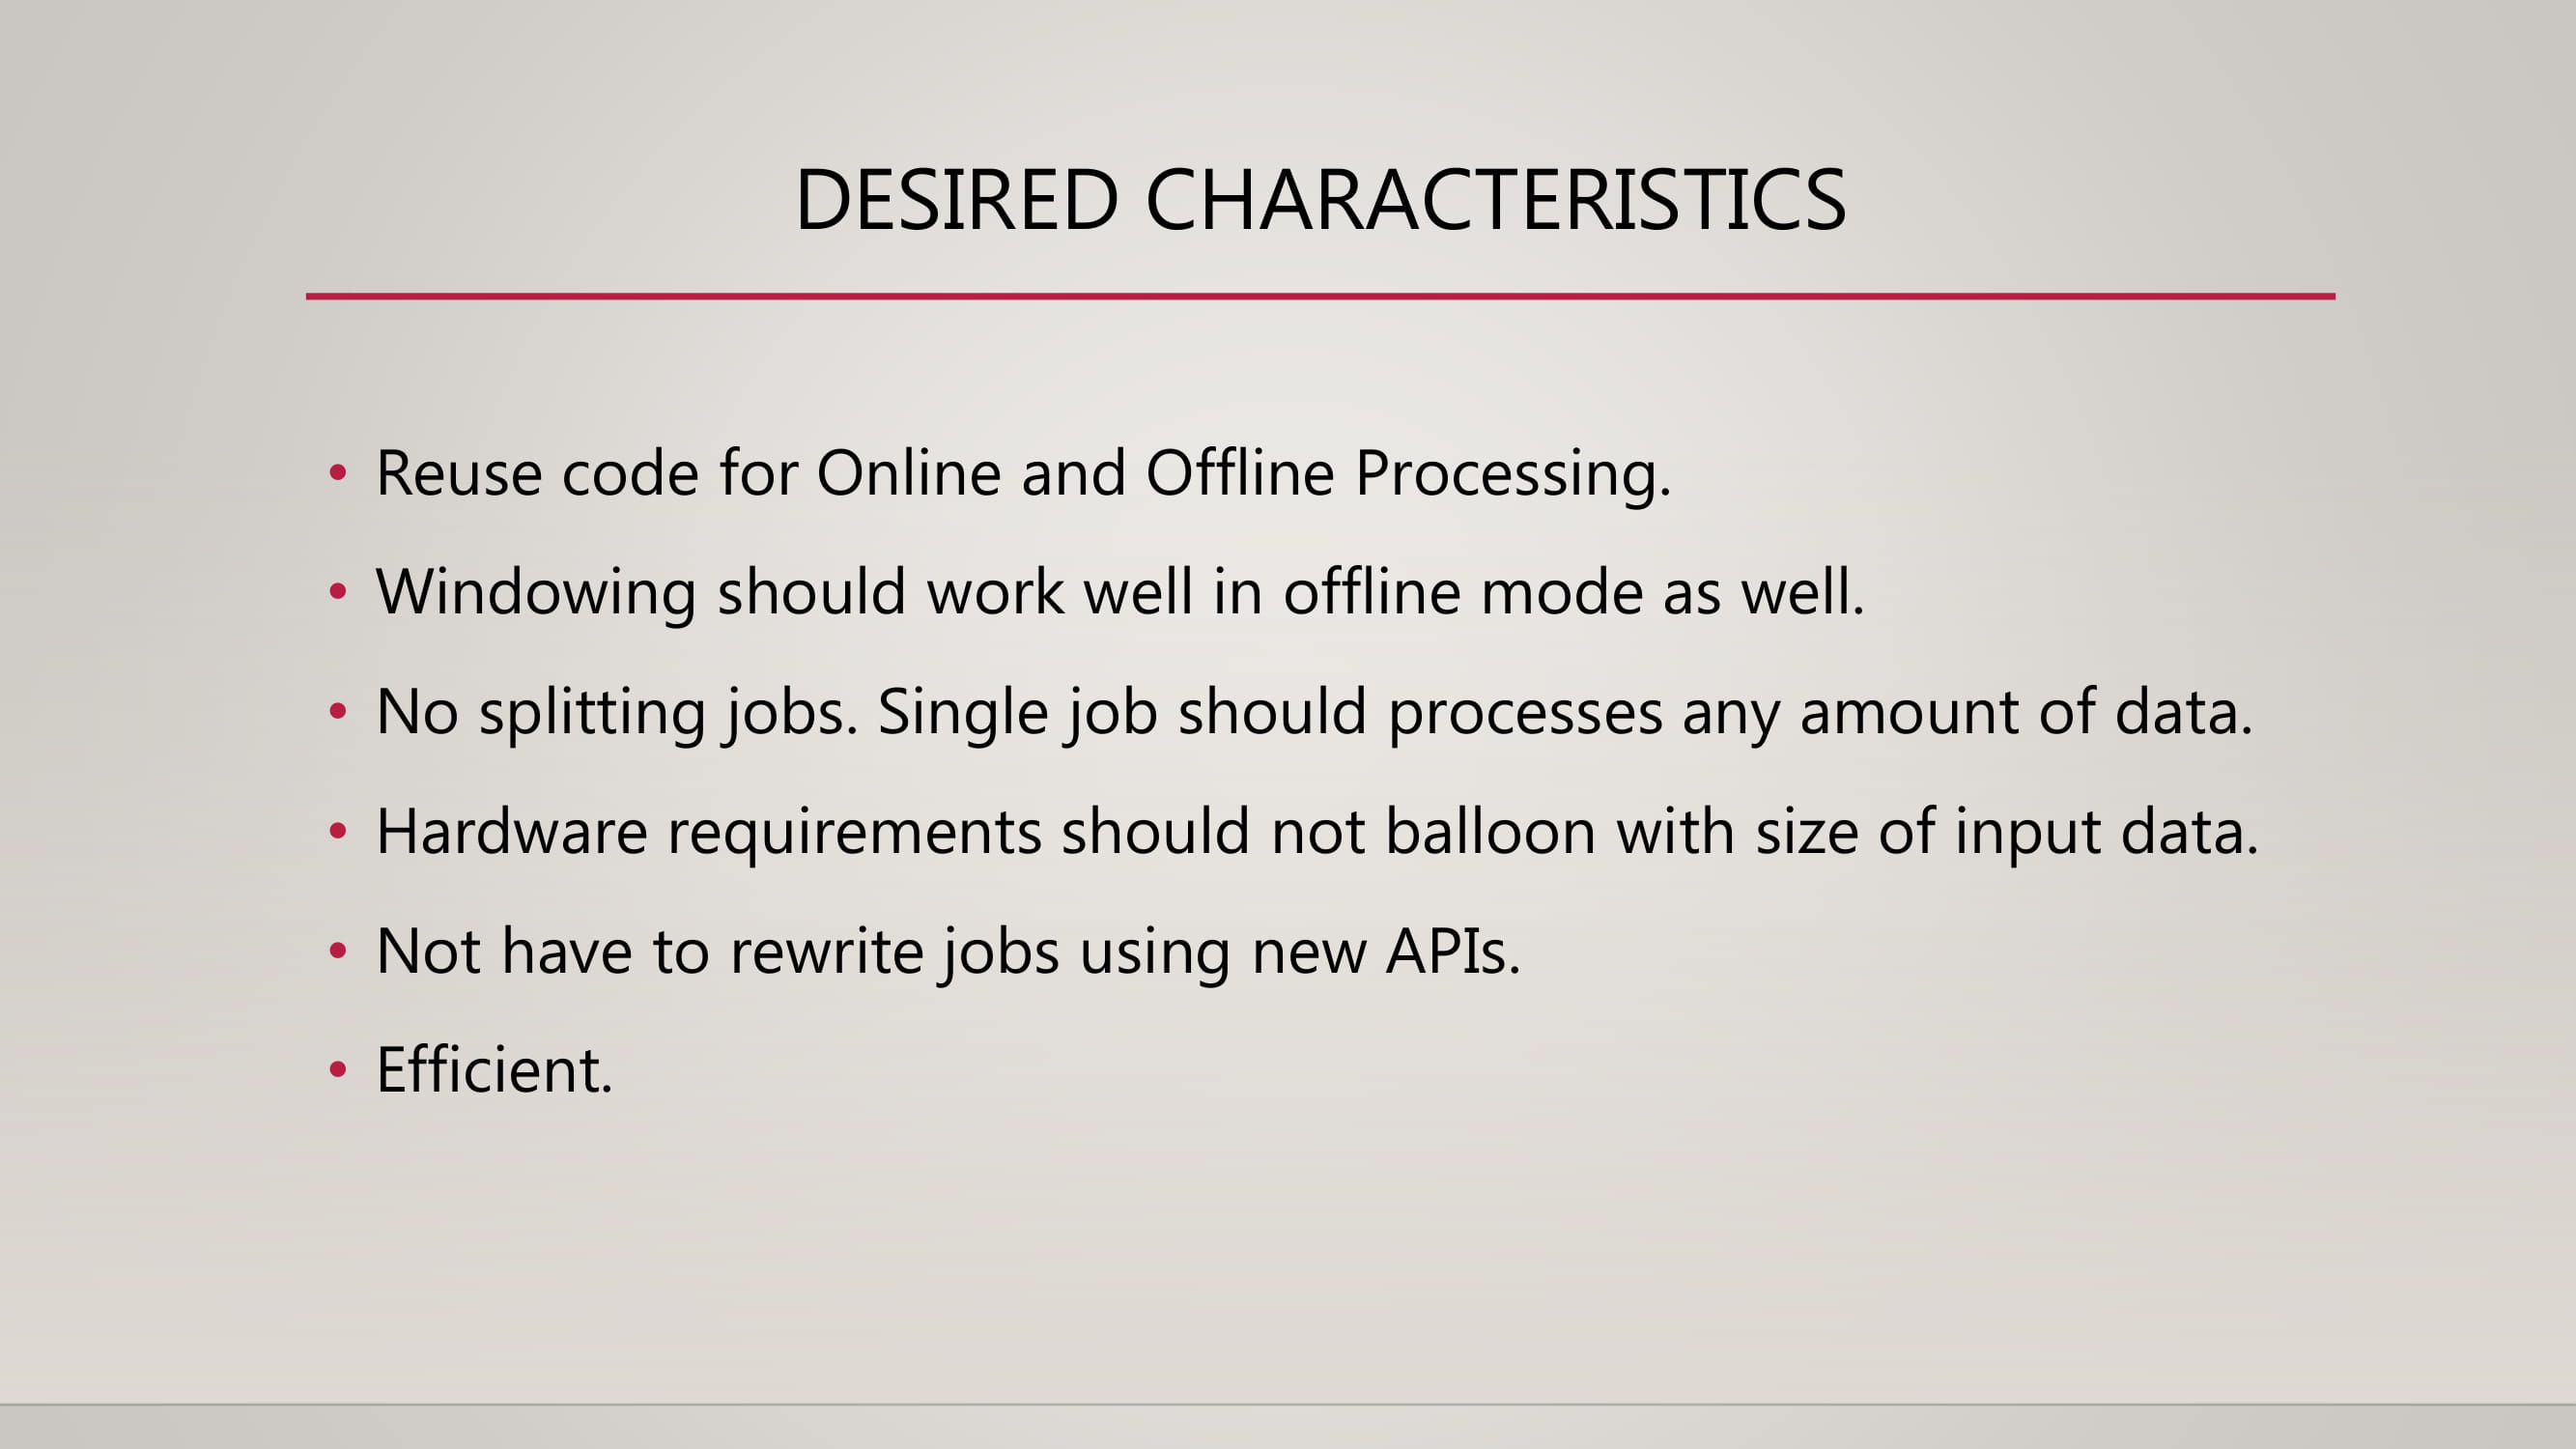 DESIRED CHARACTERISTICS
• Reuse code for Online and Offline Processing.
• Windowing should work well in offline mode as well.
• No splitting jobs. Single job should processes any amount of data.
• Hardware requirements should not balloon with size of input data.
• Not have to rewrite jobs using new APIs.
• Efficient.